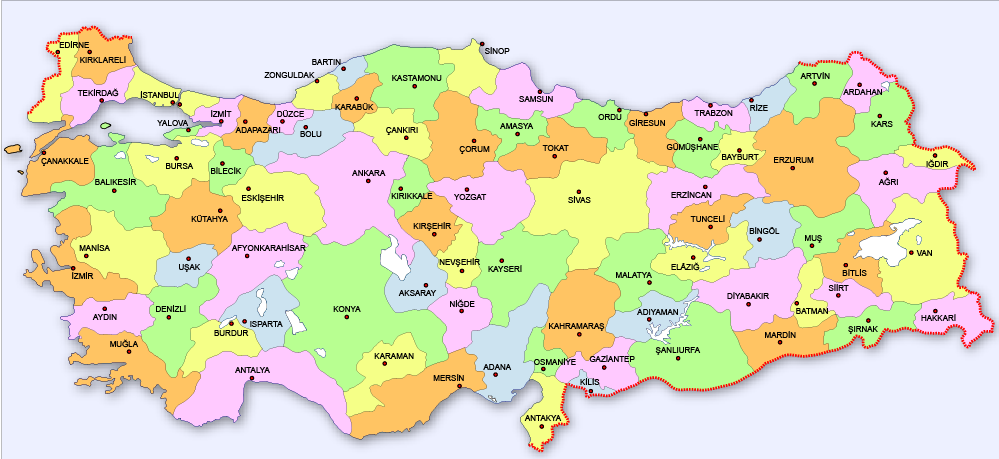 EDİRNE
KIRKLARELİ
TEKİRDAĞ
İSTANBUL
YALOVA
İZMİT
ADAPAZARI
DÜZCE
BOLU
ZONGULDAK
BARTIN
KARABÜK
KASTAMONU
SİNOP
ÇANKIRI
SAMSUN
AMASYA
ÇORUM
TOKAT
ORDU
GİRESUN
TRABZON
RİZE
ARTVİN
ARDAHAN
KARS
GÜMÜŞHANE
BAYBURT
ERZURUM
IĞDIR
AĞRI
ÇANAKKALE
BALIKESİR
BURSA
BİLECİK
ESKİŞEHİR
KÜTAHYA
ANKARA
KIRIKKALE
YOZGAT
KIRŞEHİR
SİVAS
ERZİNCAN
TUNCELİ
BİNGÖL
MUŞ
VAN
BİTLİS
MANİSA
İZMİR
UŞAK
AFYONKARAHİSAR
NEVŞEHİR
KAYSERİ
AKSARAY
NİĞDE
MALATYA
ELAZIĞ
DİYABAKIR
BATMAN
SİİRT
ŞIRNAK
HAKKARİ
MARDİN
AYDIN
DENİZLİ
MUĞLA
BURDUR
ISPARTA
ANTALYA
KONYA
KARAMAN
MERSİN
ADANA
OSMANİYE
KAHRAMARAŞ
ADIYAMAN
GAZİANTEP
KİLİS
ŞANLIURFA
ANTAKYA